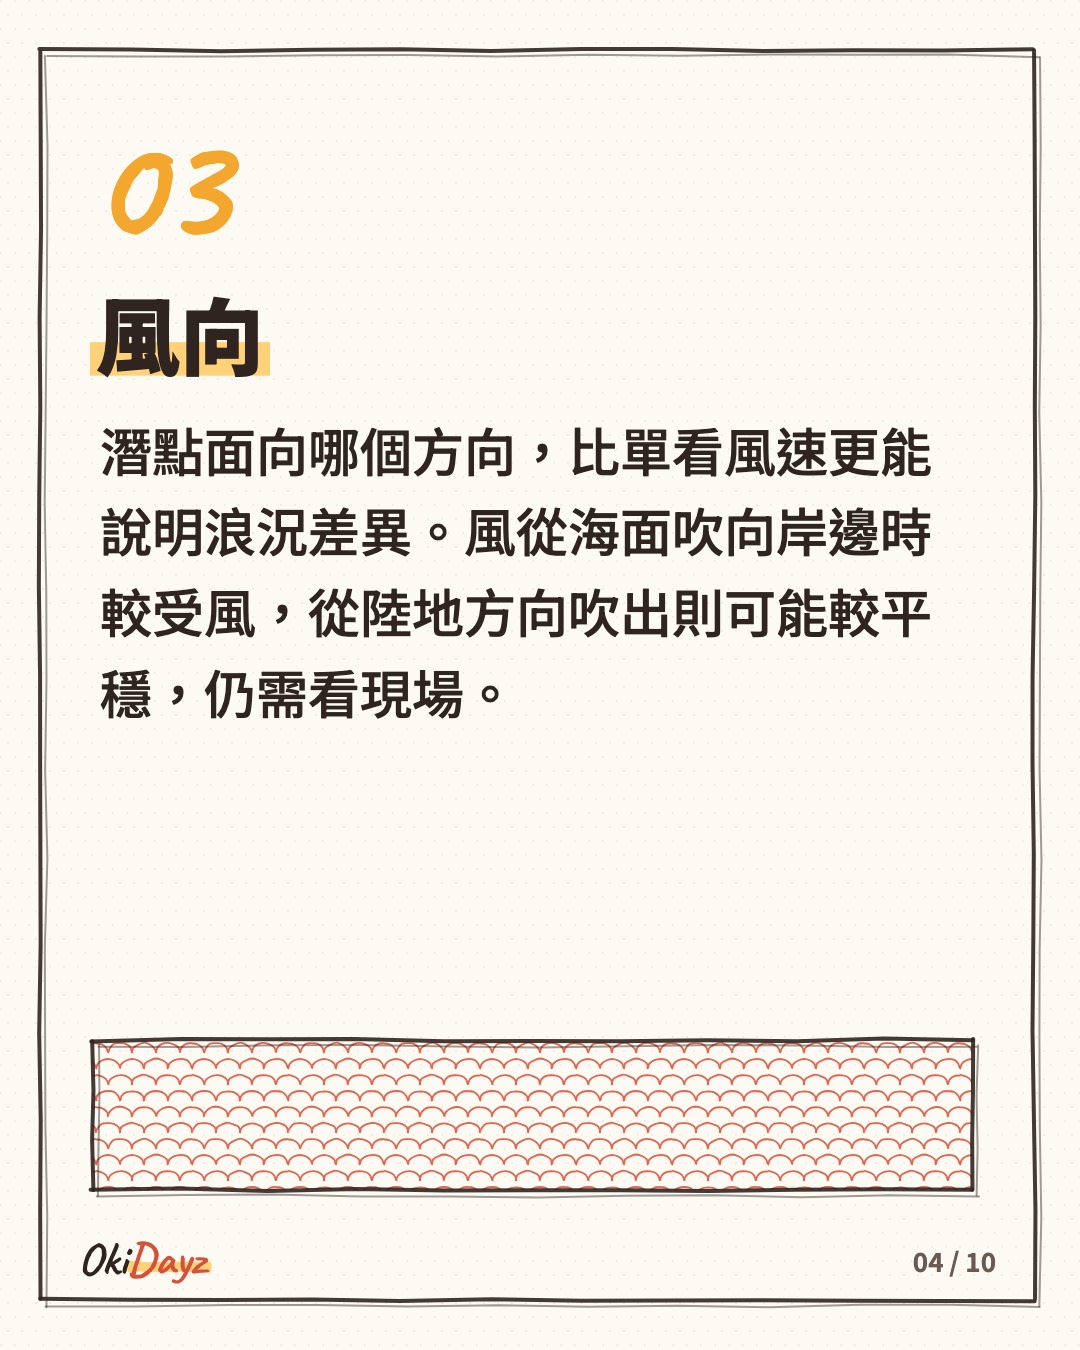 03
風向
潛點面向哪個方向，比單看風速更能
說明浪況差異。風從海面吹向岸邊時
較受風，從陸地方向吹出則可能較平
穩，仍需看現場。
OkiDayz
04 / 10